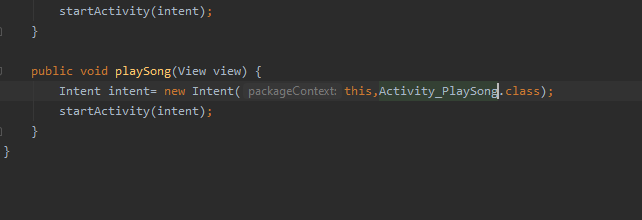 startActivity(intent);
}
public void playSong(View view) {
Intent intent= new Intent( packageContext: this,Activity_PlaySong.class);
startActivity(intent);
}
}